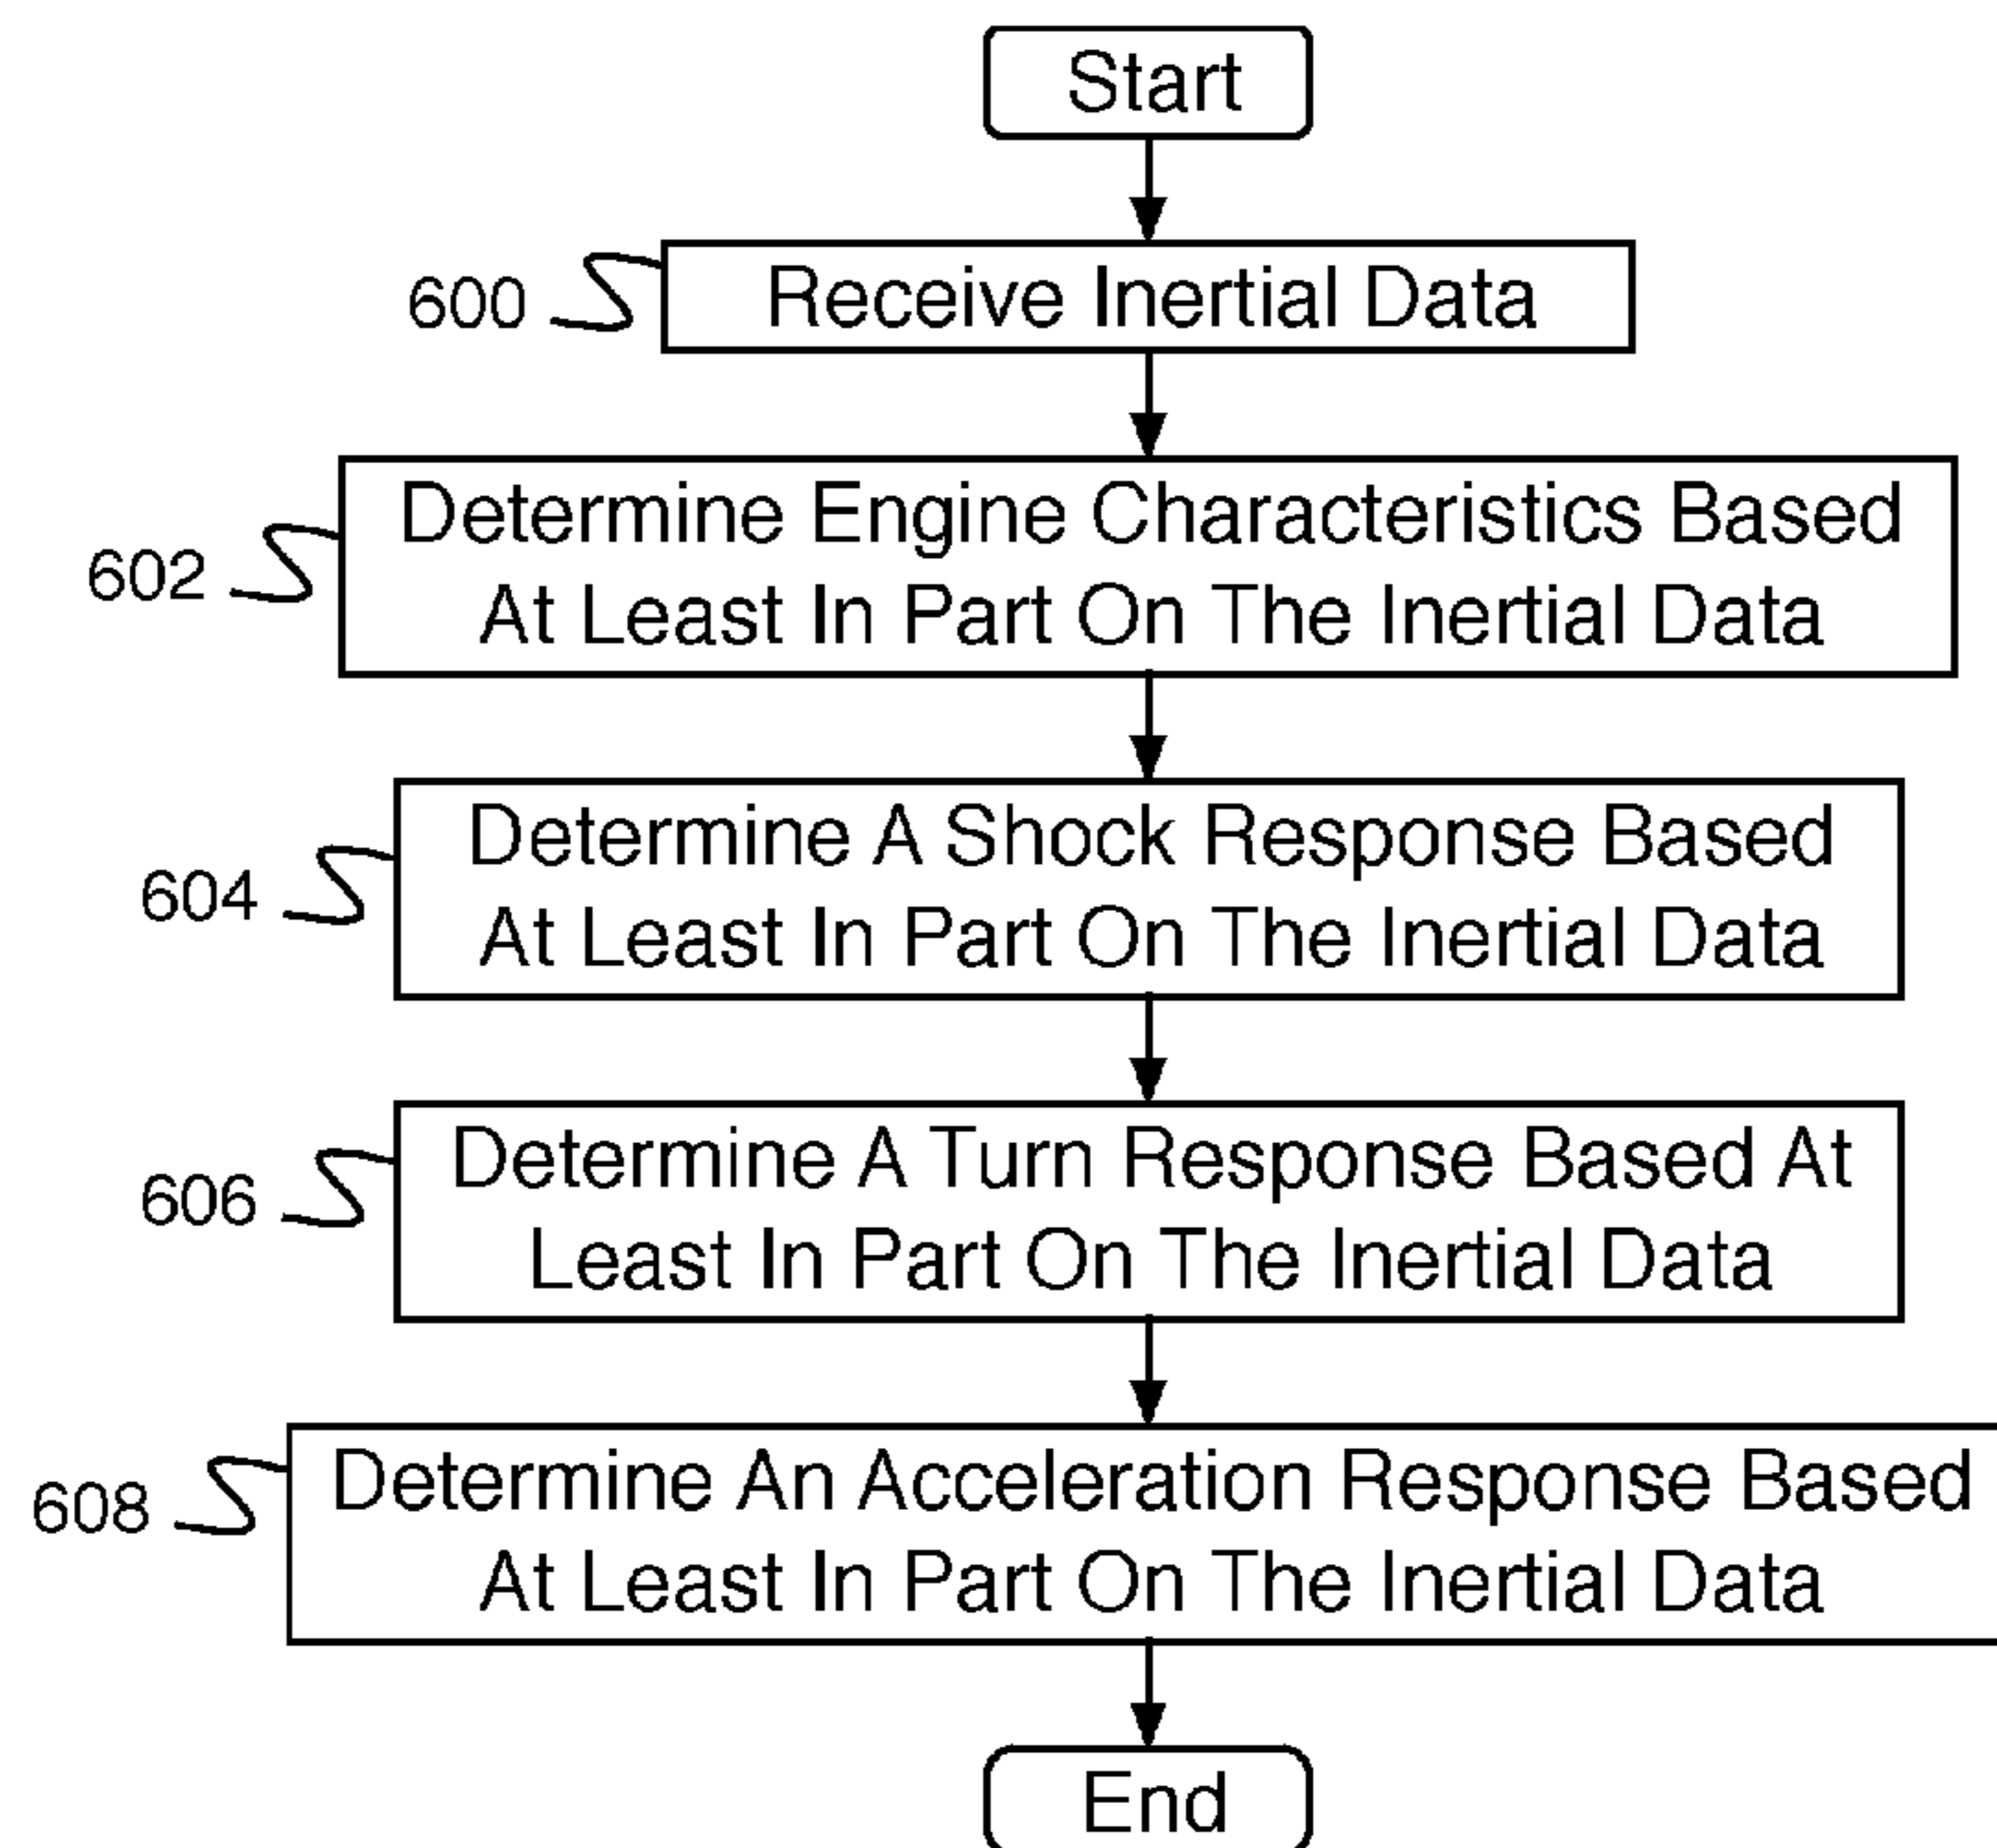 Start
600
Receive Inertial Data
602
Determine Engine Characteristics Based
At Least In Part On The Inertial Data
604
Determine A Shock Response Based
At Least In Part On The Inertial Data
606
Determine A Turn Response Based At
Least In Part On The Inertial Data
608
Determine An Acceleration Response Based
At Least In Part On The Inertial Data
End